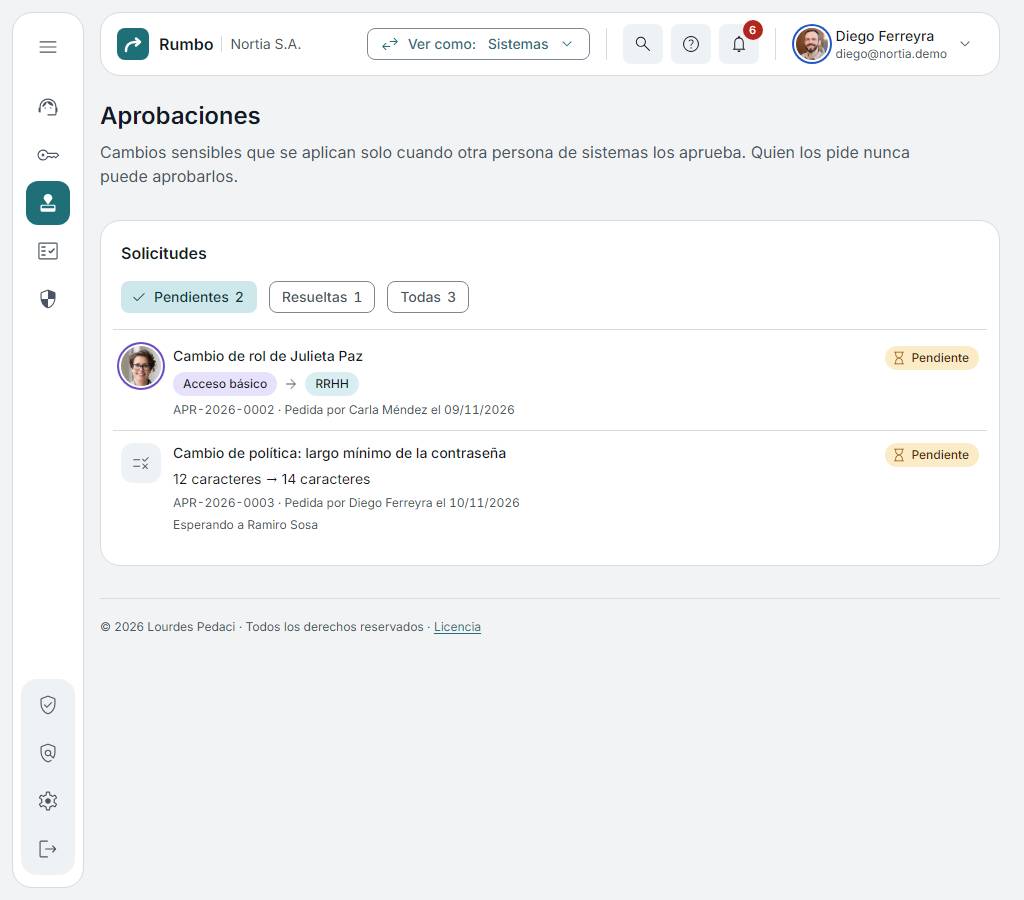 Rumbo
Nortia S.A.
Ver como: Sistemas
6
Diego Ferreyra
diego@nortia.demo
Aprobaciones
Cambios sensibles que se aplican solo cuando otra persona de sistemas los aprueba. Quien los pide nunca
puede aprobarlos.
Solicitudes
Pendientes 2
Resueltas 1
Todas 3
Cambio de rol de Julieta Paz
Pendiente
Acceso básico → RRHH
APR-2026-0002 · Pedida por Carla Méndez el 09/11/2026
Cambio de política: largo mínimo de la contraseña
Pendiente
12 caracteres → 14 caracteres
APR-2026-0003 · Pedida por Diego Ferreyra el 10/11/2026
Esperando a Ramiro Sosa
© 2026 Lourdes Pedaci · Todos los derechos reservados · Licencia